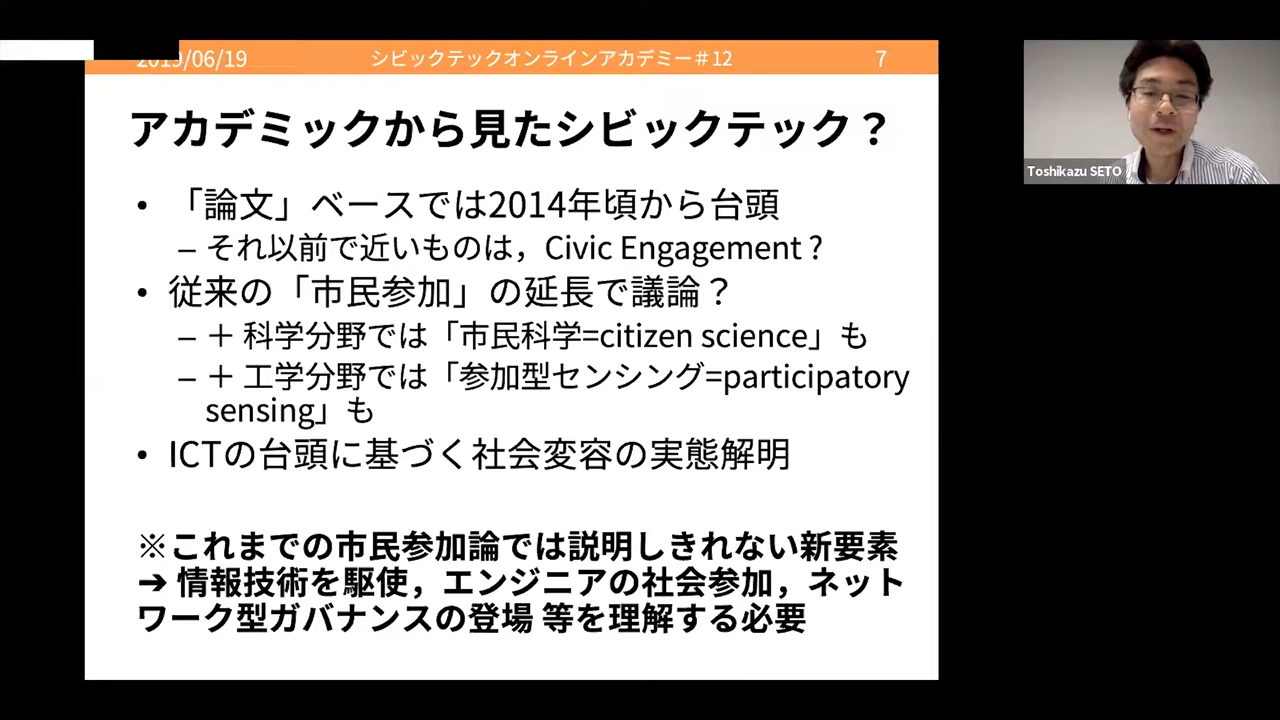 2019/06/19
シビックテックオンラインアカデミー＃12
7
アカデミックから見たシビックテック？
• 「論文」ベースでは2014年頃から台頭
– それ以前で近いものは，Civic Engagement ?
• 従来の「市民参加」の延長で議論？
– ＋ 科学分野では「市民科学=citizen science」も
– ＋ 工学分野では「参加型センシング=participatory
sensing」も
• ICTの台頭に基づく社会変容の実態解明
※これまでの市民参加論では説明しきれない新要素
➔ 情報技術を駆使，エンジニアの社会参加，ネット
ワーク型ガバナンスの登場 等を理解する必要
Toshikazu SETO